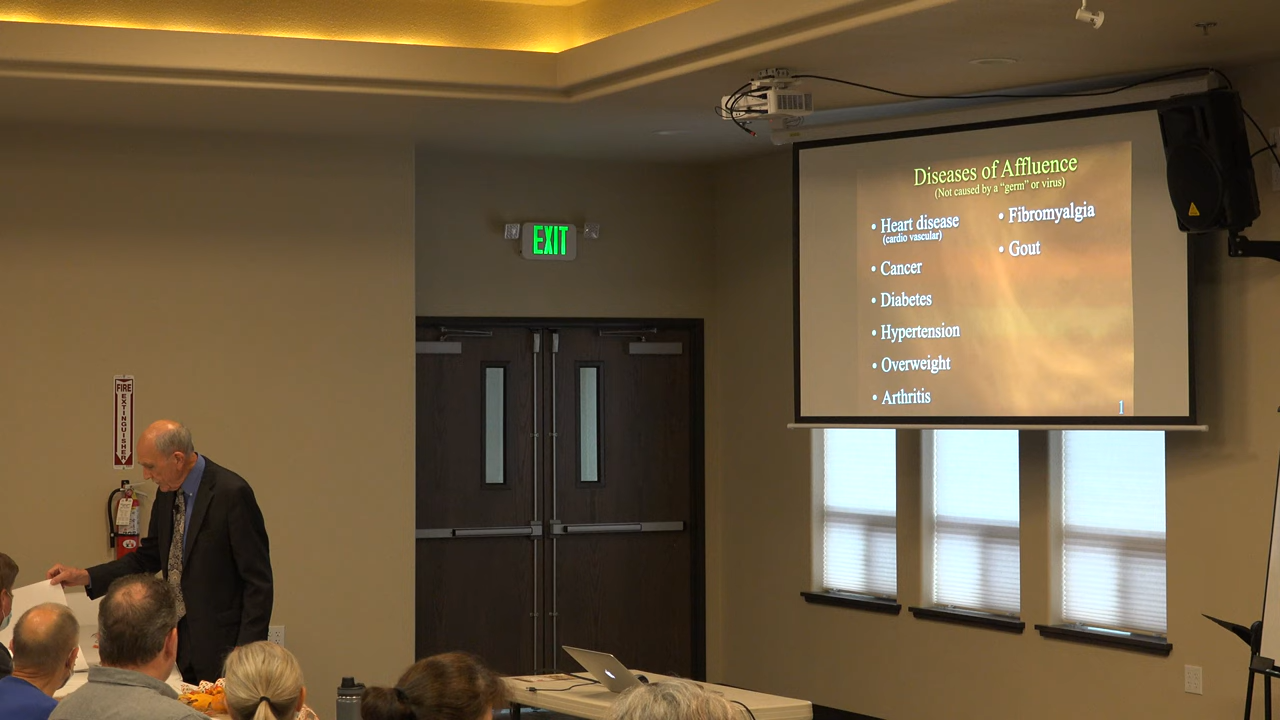 Diseases of Affluence
(Not caused by a "germ" or virus)
• Heart disease
(cardio vascular)
• Cancer
• Diabetes
• Hypertension
• Overweight
• Arthritis
• Fibromyalgia
• Gout
1
EXIT
FIRE
EXTINGUISHER